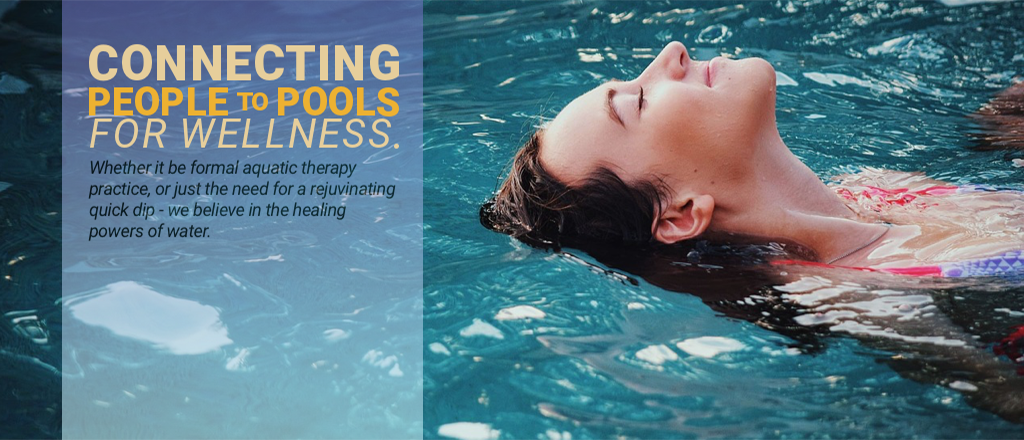 CONNECTING
PEOPLE TO POOLS
FOR WELLNESS.
Whether it be formal aquatic therapy
practice, or just the need for a rejuvinating
quick dip - we believe in the healing
powers of water.